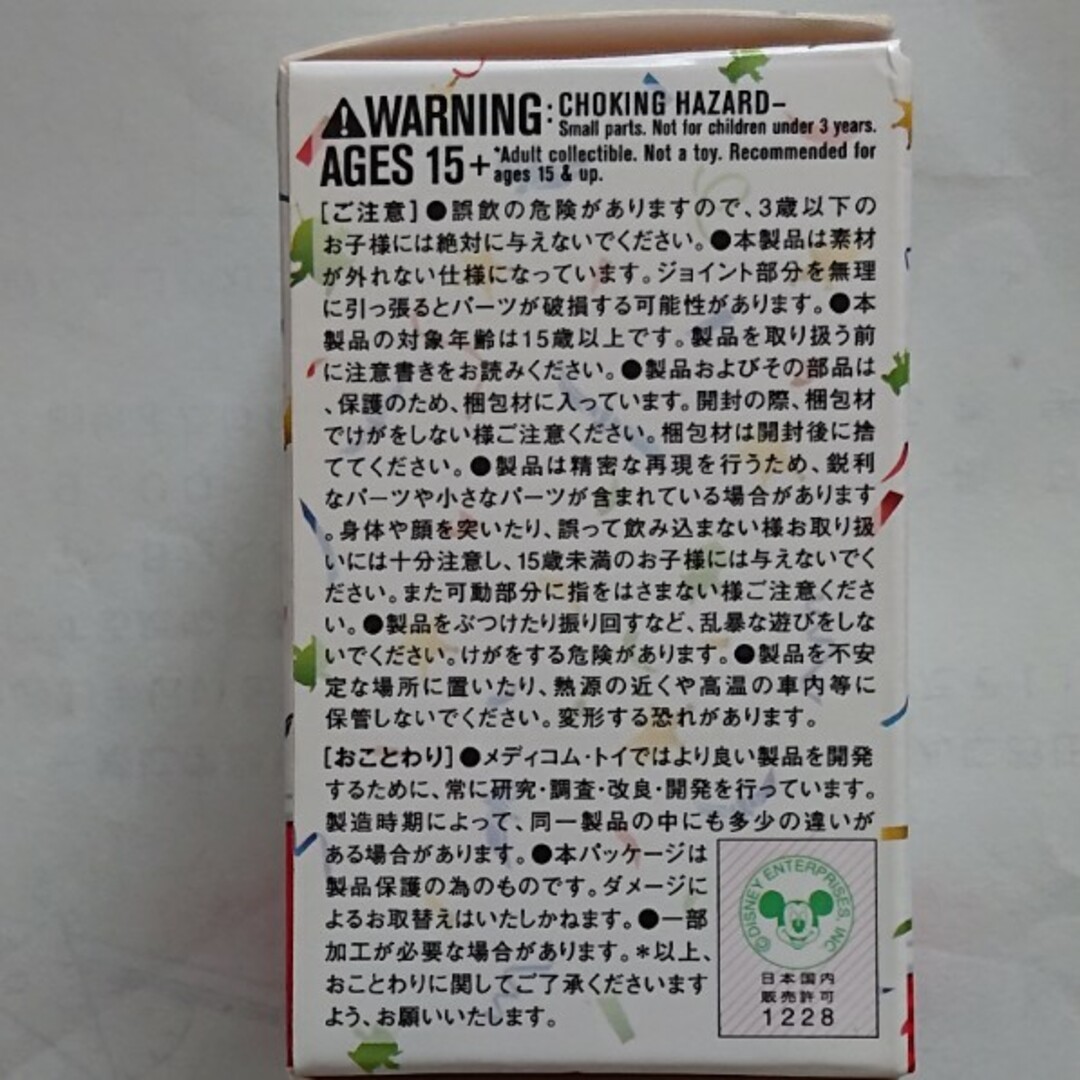 ⚠WARNING: CHOKING HAZARD–
Small parts. Not for children under 3 years.
AGES 15+ *Adult collectible. Not a toy. Recommended for
ages 15 & up.
[ご注意]●誤飲の危険がありますので、3歳以下の
お子様には絶対に与えないでください。●本製品は素材
が外れない仕様になっています。ジョイント部分を無理
に引っ張るとパーツが破損する可能性があります。●本
製品の対象年齢は15歳以上です。製品を取り扱う前
に注意書きをお読みください。●製品およびその部品は
、保護のため、梱包材に入っています。開封の際、梱包材
でけがをしない様ご注意ください。梱包材は開封後に捨
ててください。●製品は精密な再現を行うため、鋭利
なパーツや小さなパーツが含まれている場合があります
。身体や顔を突いたり、誤って飲み込まない様お取り扱
いには十分注意し、15歳未満のお子様には与えないでく
ださい。また可動部分に指をはさまない様ご注意くださ
い。●製品をぶつけたり振り回すなど、乱暴な遊びをしな
いでください。けがをする危険があります。●製品を不安
定な場所に置いたり、熱源の近くや高温の車内等に
保管しないでください。変形する恐れがあります。
[おことわり]●メディコム・トイではより良い製品を開発
するために、常に研究・調査・改良・開発を行っています。
製造時期によって、同一製品の中にも多少の違いが
ある場合があります。●本パッケージは
製品保護の為のものです。ダメージに
よるお取替えはいたしかねます。●一部
加工が必要な場合があります。*以上、
おことわりに関してご了承くださいます
よう、お願いいたします。
©DISNEY ENTERPRISES, INC
日本国内
販売許可
1228